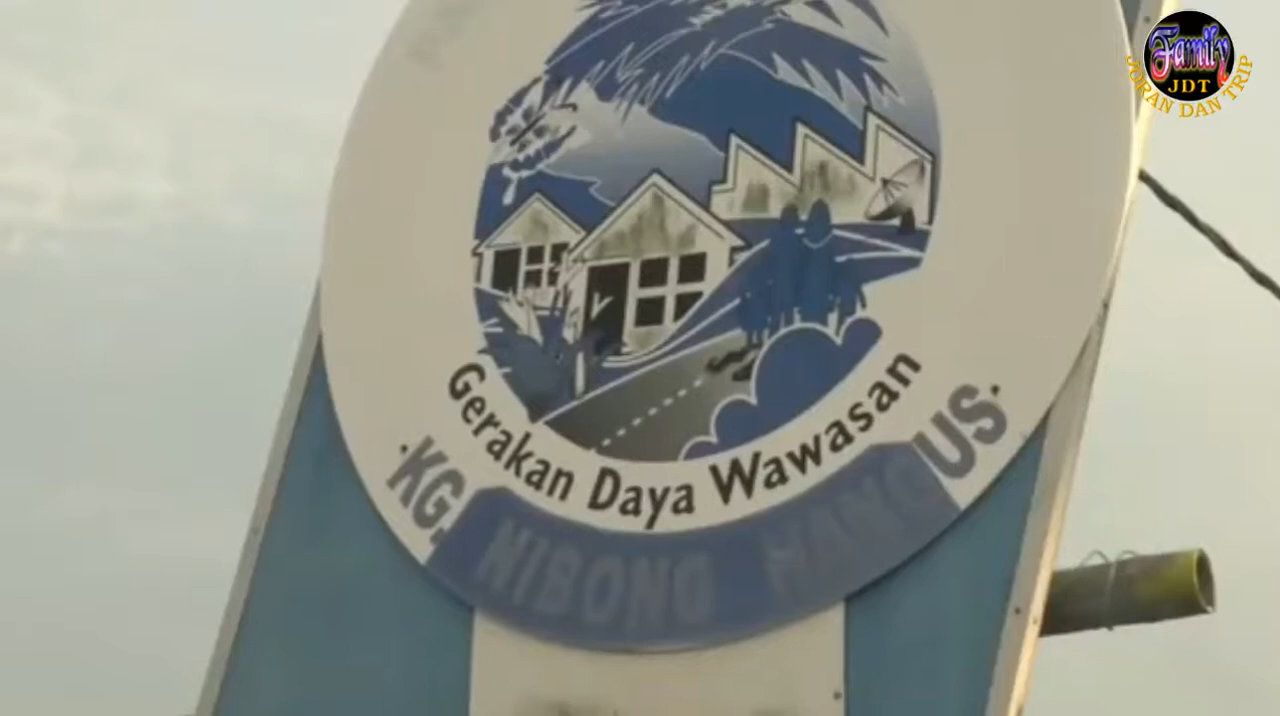 Family
JDT
JORAN DAN TRIP
Gerakan Daya Wawasan
KG. NIBONG HANGUS